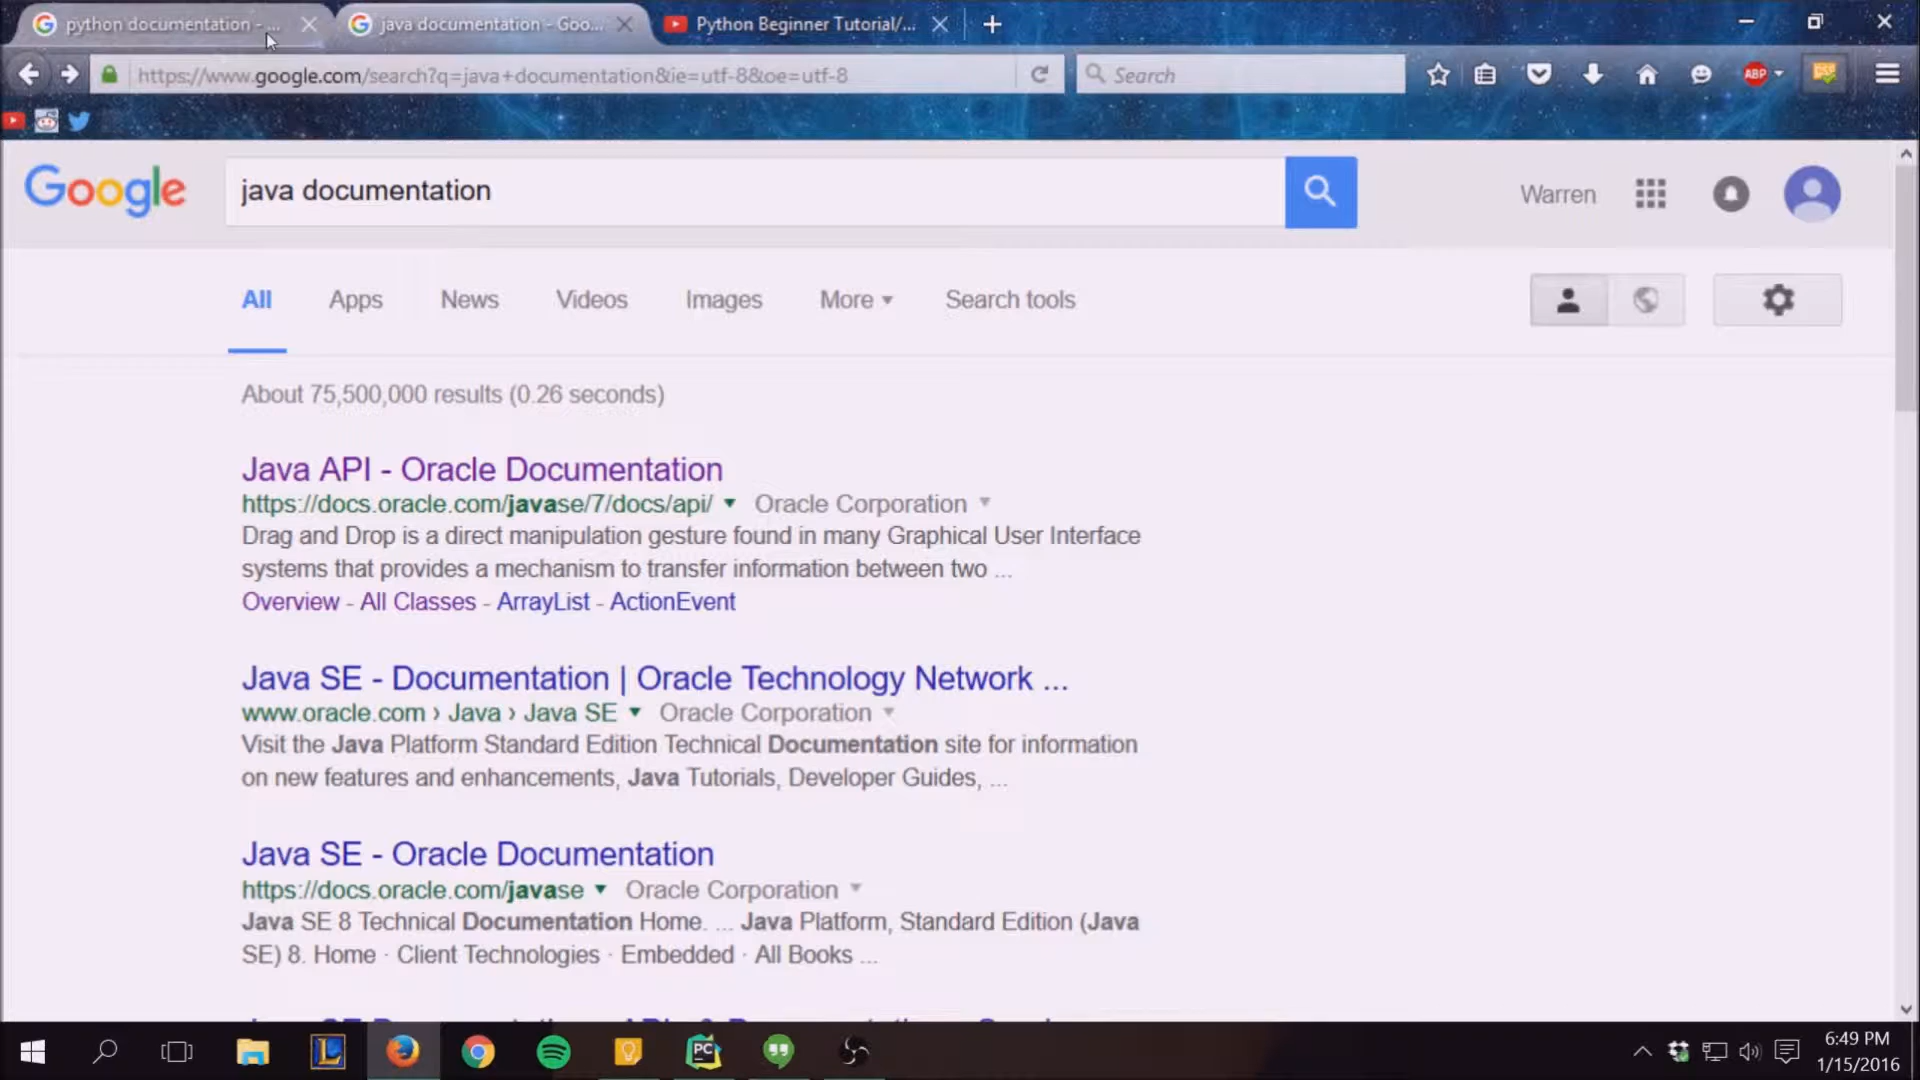 python documentation - ...
java documentation - Goo...
Python Beginner Tutorial/...
https://www.google.com/search?q=java+documentation&ie=utf-8&oe=utf-8
Search
ABP
Google
java documentation
Warren
All
Apps
News
Videos
Images
More
Search tools
About 75,500,000 results (0.26 seconds)
Java API - Oracle Documentation
https://docs.oracle.com/javase/7/docs/api/ Oracle Corporation
Drag and Drop is a direct manipulation gesture found in many Graphical User Interface
systems that provides a mechanism to transfer information between two ...
Overview - All Classes - ArrayList - ActionEvent
Java SE - Documentation | Oracle Technology Network ...
www.oracle.com › Java › Java SE Oracle Corporation
Visit the Java Platform Standard Edition Technical Documentation site for information
on new features and enhancements, Java Tutorials, Developer Guides, ...
Java SE - Oracle Documentation
https://docs.oracle.com/javase Oracle Corporation
Java SE 8 Technical Documentation Home. ... Java Platform, Standard Edition (Java
SE) 8. Home · Client Technologies · Embedded · All Books ...
L
PC
6:49 PM
1/15/2016